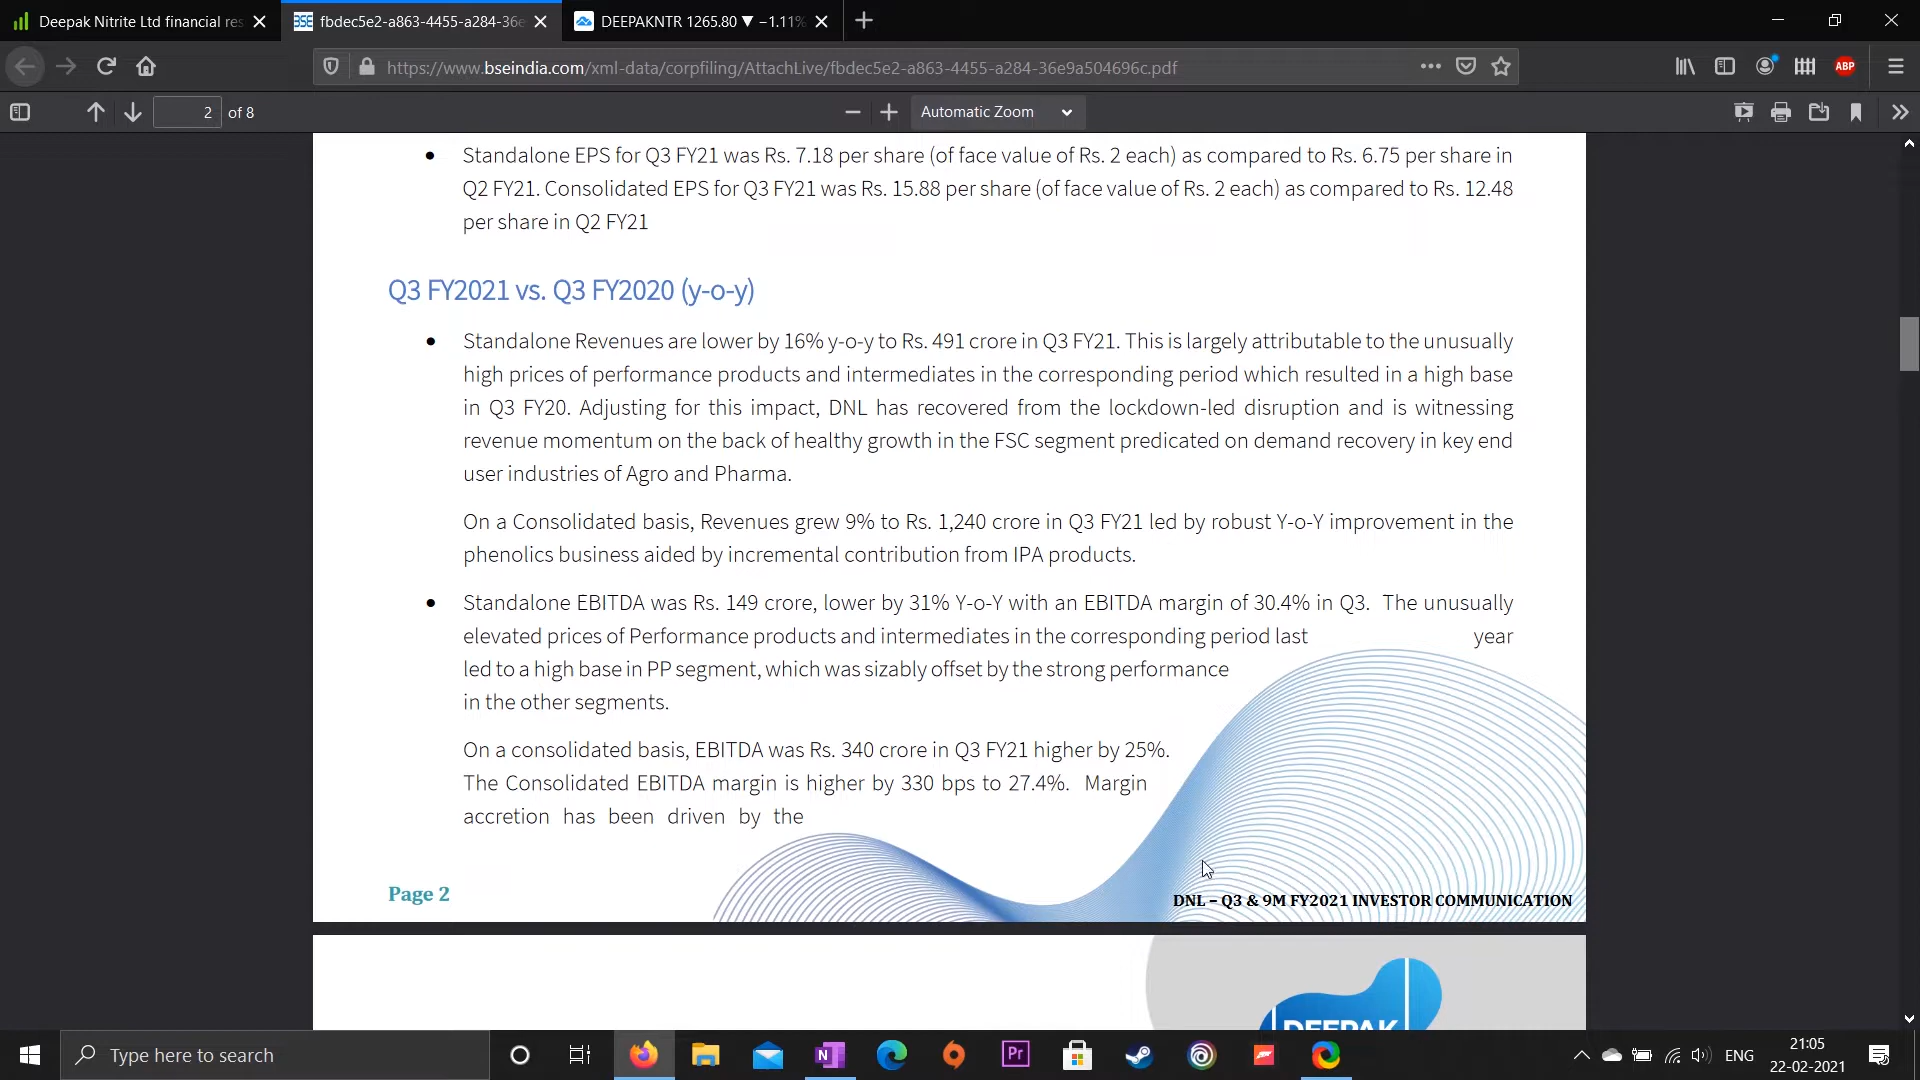 Deepak Nitrite Ltd financial res
fbdec5e2-a863-4455-a284-36e
DEEPAKNTR 1265.80 ▼ −1.11%
https://www.bseindia.com/xml-data/corpfiling/AttachLive/fbdec5e2-a863-4455-a284-36e9a504696c.pdf
ABP
2 of 8
Automatic Zoom
• Standalone EPS for Q3 FY21 was Rs. 7.18 per share (of face value of Rs. 2 each) as compared to Rs. 6.75 per share in
Q2 FY21. Consolidated EPS for Q3 FY21 was Rs. 15.88 per share (of face value of Rs. 2 each) as compared to Rs. 12.48
per share in Q2 FY21
Q3 FY2021 vs. Q3 FY2020 (y-o-y)
• Standalone Revenues are lower by 16% y-o-y to Rs. 491 crore in Q3 FY21. This is largely attributable to the unusually
high prices of performance products and intermediates in the corresponding period which resulted in a high base
in Q3 FY20. Adjusting for this impact, DNL has recovered from the lockdown-led disruption and is witnessing
revenue momentum on the back of healthy growth in the FSC segment predicated on demand recovery in key end
user industries of Agro and Pharma.
On a Consolidated basis, Revenues grew 9% to Rs. 1,240 crore in Q3 FY21 led by robust Y-o-Y improvement in the
phenolics business aided by incremental contribution from IPA products.
• Standalone EBITDA was Rs. 149 crore, lower by 31% Y-o-Y with an EBITDA margin of 30.4% in Q3. The unusually
elevated prices of Performance products and intermediates in the corresponding period last year
led to a high base in PP segment, which was sizably offset by the strong performance
in the other segments.
On a consolidated basis, EBITDA was Rs. 340 crore in Q3 FY21 higher by 25%.
The Consolidated EBITDA margin is higher by 330 bps to 27.4%. Margin
accretion has been driven by the
Page 2
DNL – Q3 & 9M FY2021 INVESTOR COMMUNICATION
DEEPAK
Type here to search
N
Pr
ENG
21:05
22-02-2021